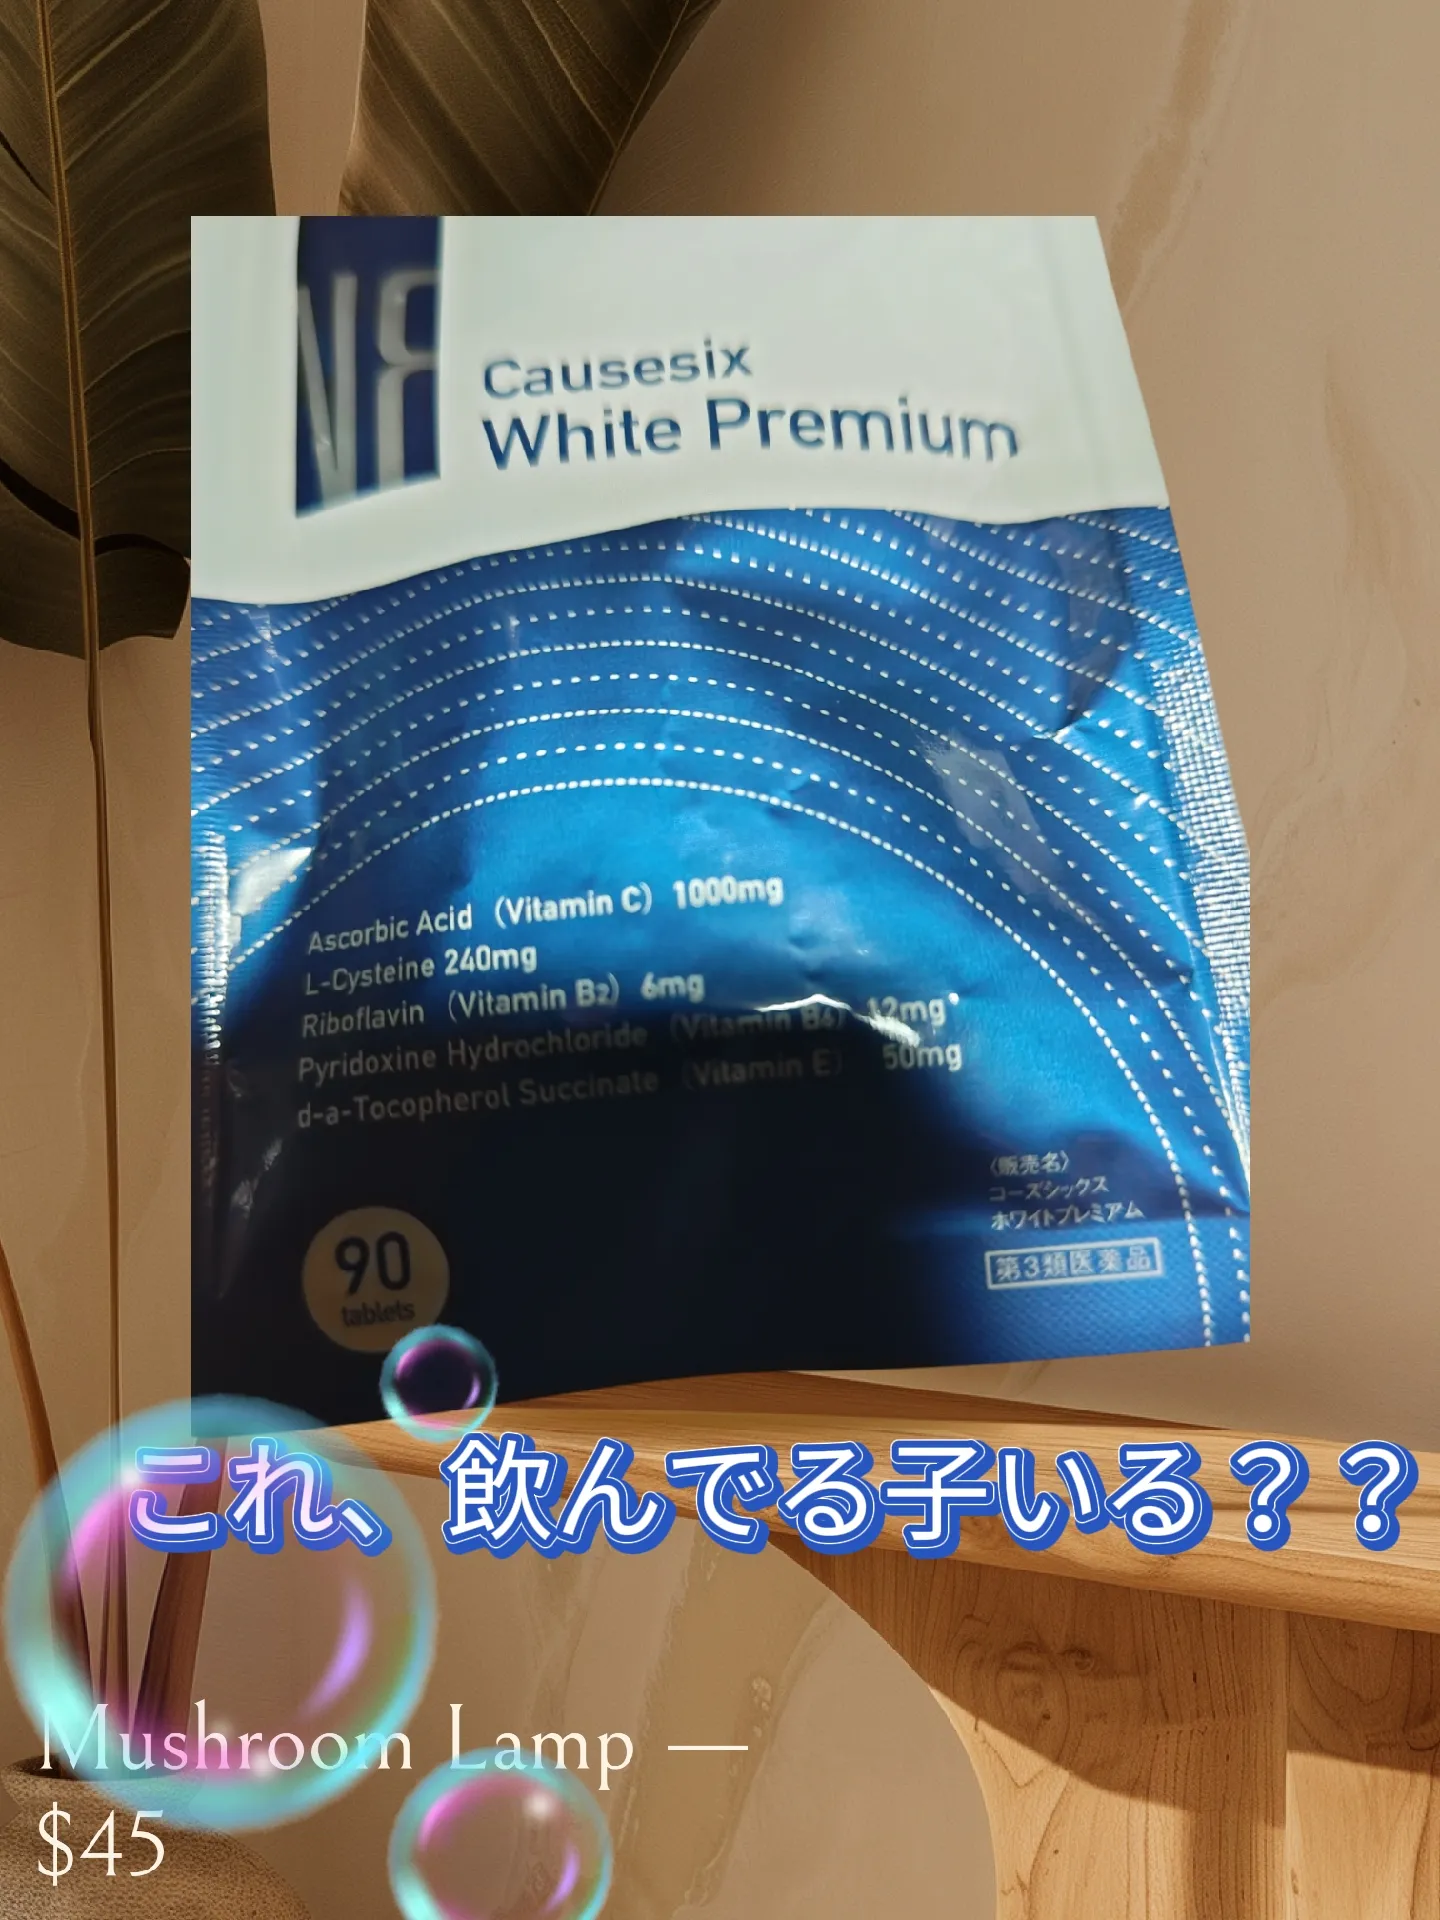 NF
Causesix
White Premium
Ascorbic Acid (Vitamin C) 1000mg
L-Cysteine 240mg
Riboflavin (Vitamin B2) 6mg
Pyridoxine Hydrochloride (Vitamin B6) 12mg
d-a-Tocopherol Succinate (Vitamin E) 50mg
〈販売名〉
コーズシックス
ホワイトプレミアム
第3類医薬品
90
tablets
これ、飲んでる子いる？？
Mushroom Lamp —
$45